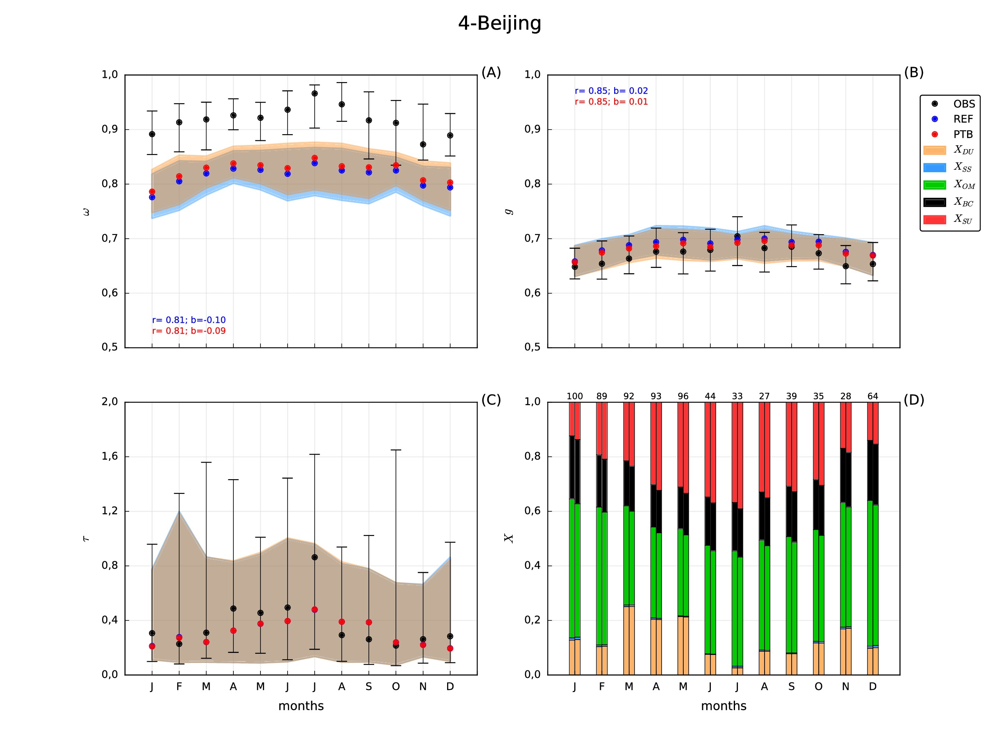 4-Beijing
(A)
1,0
0,9
0,8
0,7
0,6
0,5
ω
r= 0.81; b=-0.10
r= 0.81; b=-0.09
(B)
1,0
0,9
0,8
0,7
0,6
0,5
g
r= 0.85; b= 0.02
r= 0.85; b= 0.01
OBS
REF
PTB
X_DU
X_SS
X_OM
X_BC
X_SU
(C)
2,0
1,6
1,2
0,8
0,4
0,0
τ
J F M A M J J A S O N D
months
(D)
100 89 92 93 96 44 33 27 39 35 28 64
1,0
0,8
0,6
0,4
0,2
0,0
X
J F M A M J J A S O N D
months